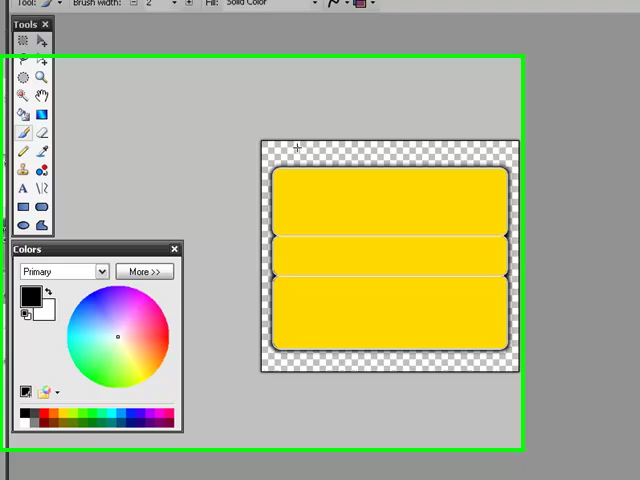 Tool:
Brush width:
2
Fill:
Solid Color
Tools
A
Colors
Primary
More >>